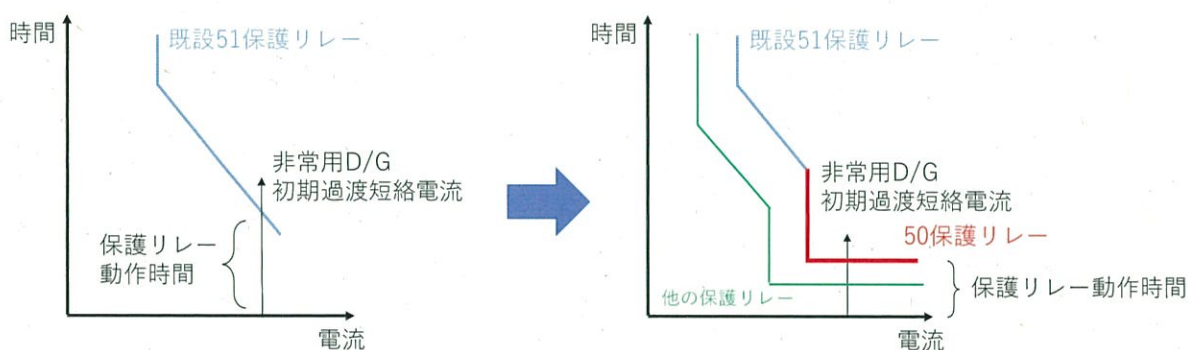 時間
既設51保護リレー
非常用D/G
初期過渡短絡電流
保護リレー
動作時間
電流
時間
既設51保護リレー
非常用D/G
初期過渡短絡電流
50保護リレー
他の保護リレー
保護リレー動作時間
電流